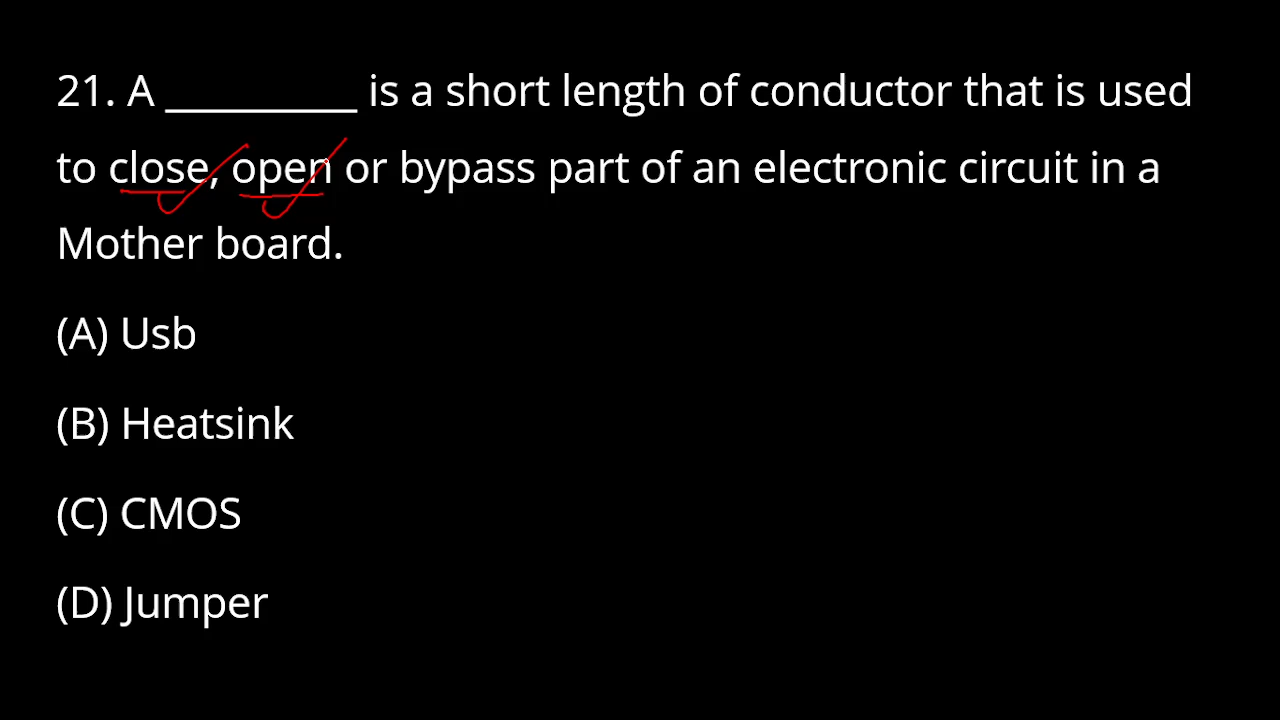 21. A __________ is a short length of conductor that is used
to close, open or bypass part of an electronic circuit in a
Mother board.
(A) Usb
(B) Heatsink
(C) CMOS
(D) Jumper